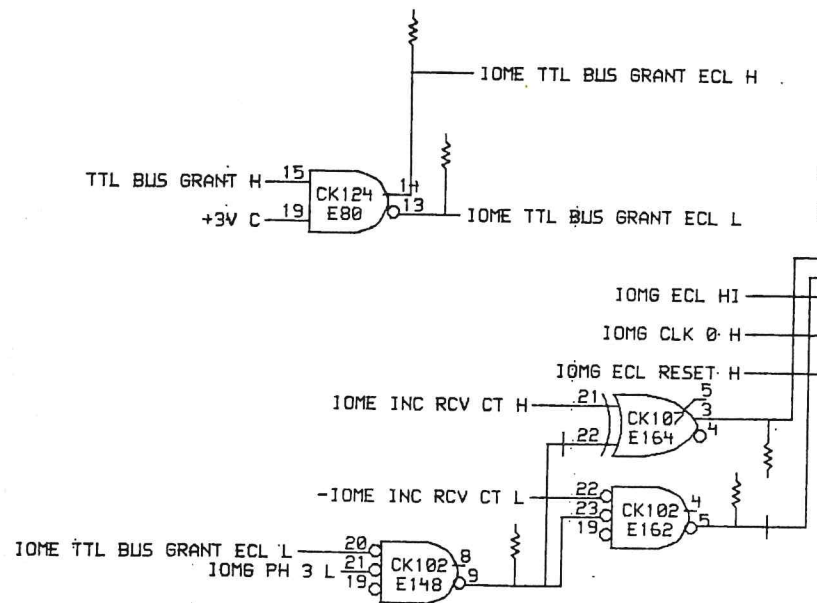 IOME TTL BUS GRANT ECL H
TTL BUS GRANT H
15
CK124
E80
14
13
+3V C
19
IOME TTL BUS GRANT ECL L
IOMG ECL HI
IOMG CLK 0 H
IOMG ECL RESET H
IOME INC RCV CT H
21
CK107
E164
5
3
4
22
-IOME INC RCV CT L
22
23
19
CK102
E162
4
5
IOME TTL BUS GRANT ECL L
20
IOMG PH 3 L
21
19
CK102
E148
8
9